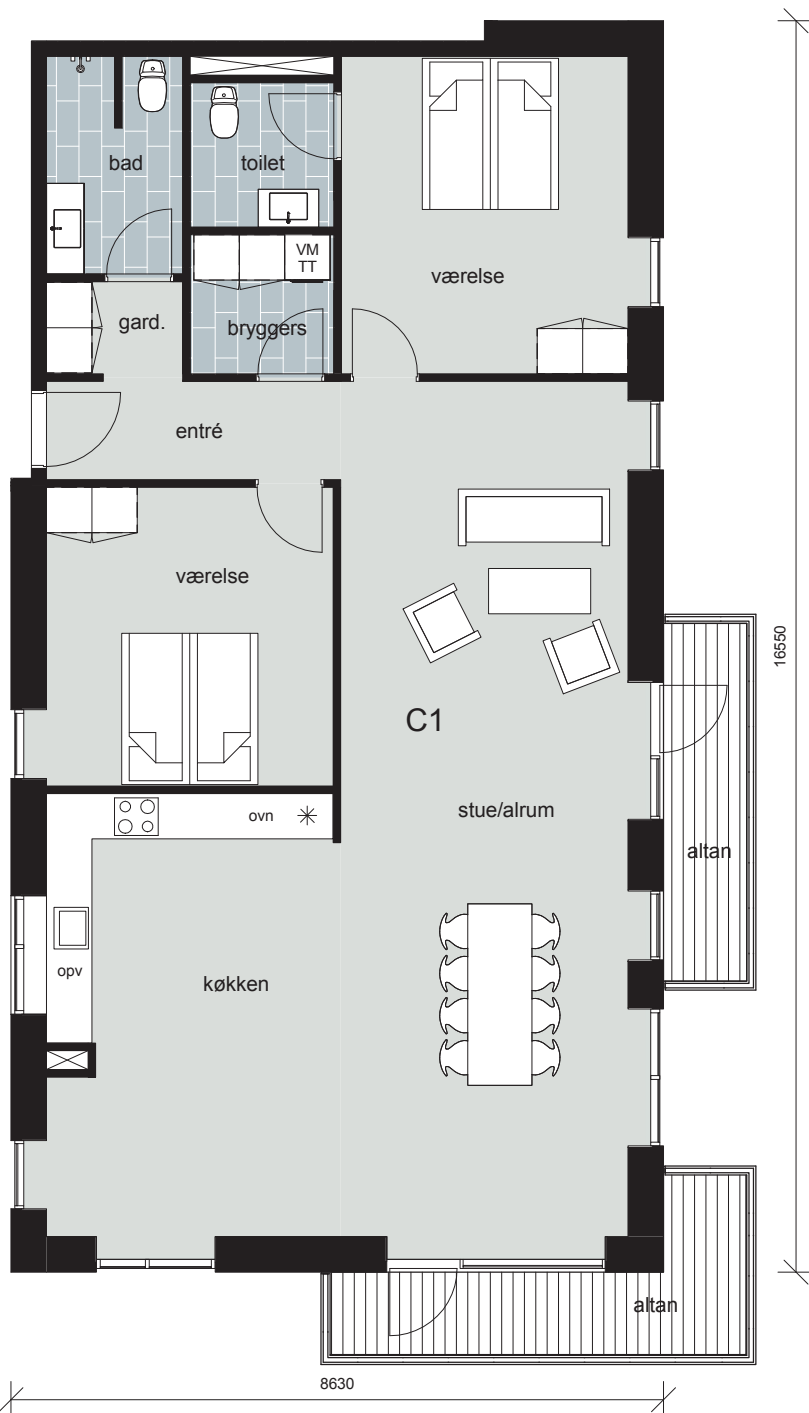 bad
toilet
VM
TT
værelse
gard.
bryggers
entré
værelse
16550
C1
stue/alrum
ovn
altan
opv
køkken
altan
8630